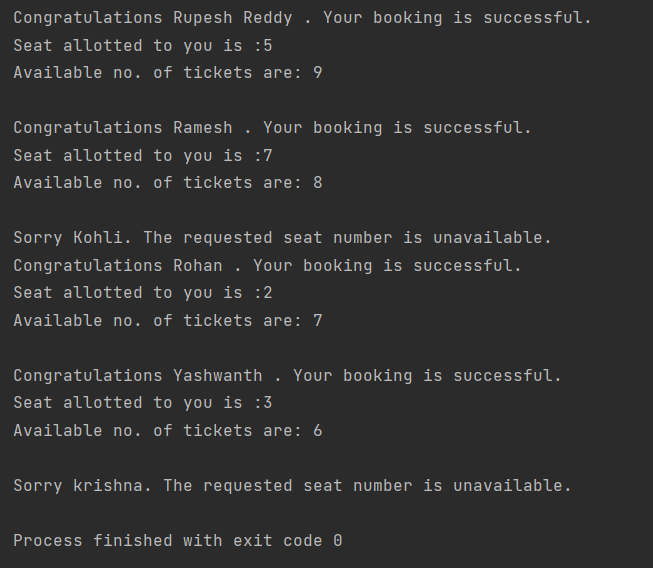 Congratulations Rupesh Reddy . Your booking is successful.
Seat allotted to you is :5
Available no. of tickets are: 9
Congratulations Ramesh . Your booking is successful.
Seat allotted to you is :7
Available no. of tickets are: 8
Sorry Kohli. The requested seat number is unavailable.
Congratulations Rohan . Your booking is successful.
Seat allotted to you is :2
Available no. of tickets are: 7
Congratulations Yashwanth . Your booking is successful.
Seat allotted to you is :3
Available no. of tickets are: 6
Sorry krishna. The requested seat number is unavailable.
Process finished with exit code 0